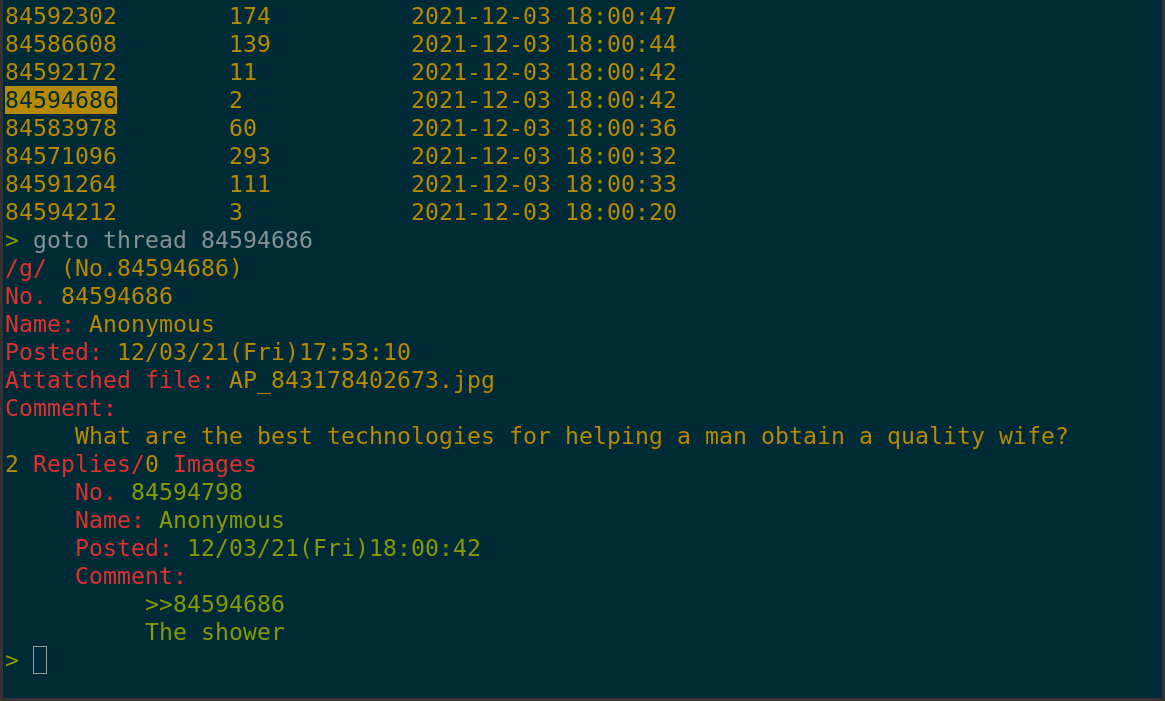 84592302 174 2021-12-03 18:00:47
84586608 139 2021-12-03 18:00:44
84592172 11 2021-12-03 18:00:42
84594686 2 2021-12-03 18:00:42
84583978 60 2021-12-03 18:00:36
84571096 293 2021-12-03 18:00:32
84591264 111 2021-12-03 18:00:33
84594212 3 2021-12-03 18:00:20
> goto thread 84594686
/g/ (No.84594686)
No. 84594686
Name: Anonymous
Posted: 12/03/21(Fri)17:53:10
Attatched file: AP_843178402673.jpg
Comment:
What are the best technologies for helping a man obtain a quality wife?
2 Replies/0 Images
No. 84594798
Name: Anonymous
Posted: 12/03/21(Fri)18:00:42
Comment:
>>84594686
The shower
>